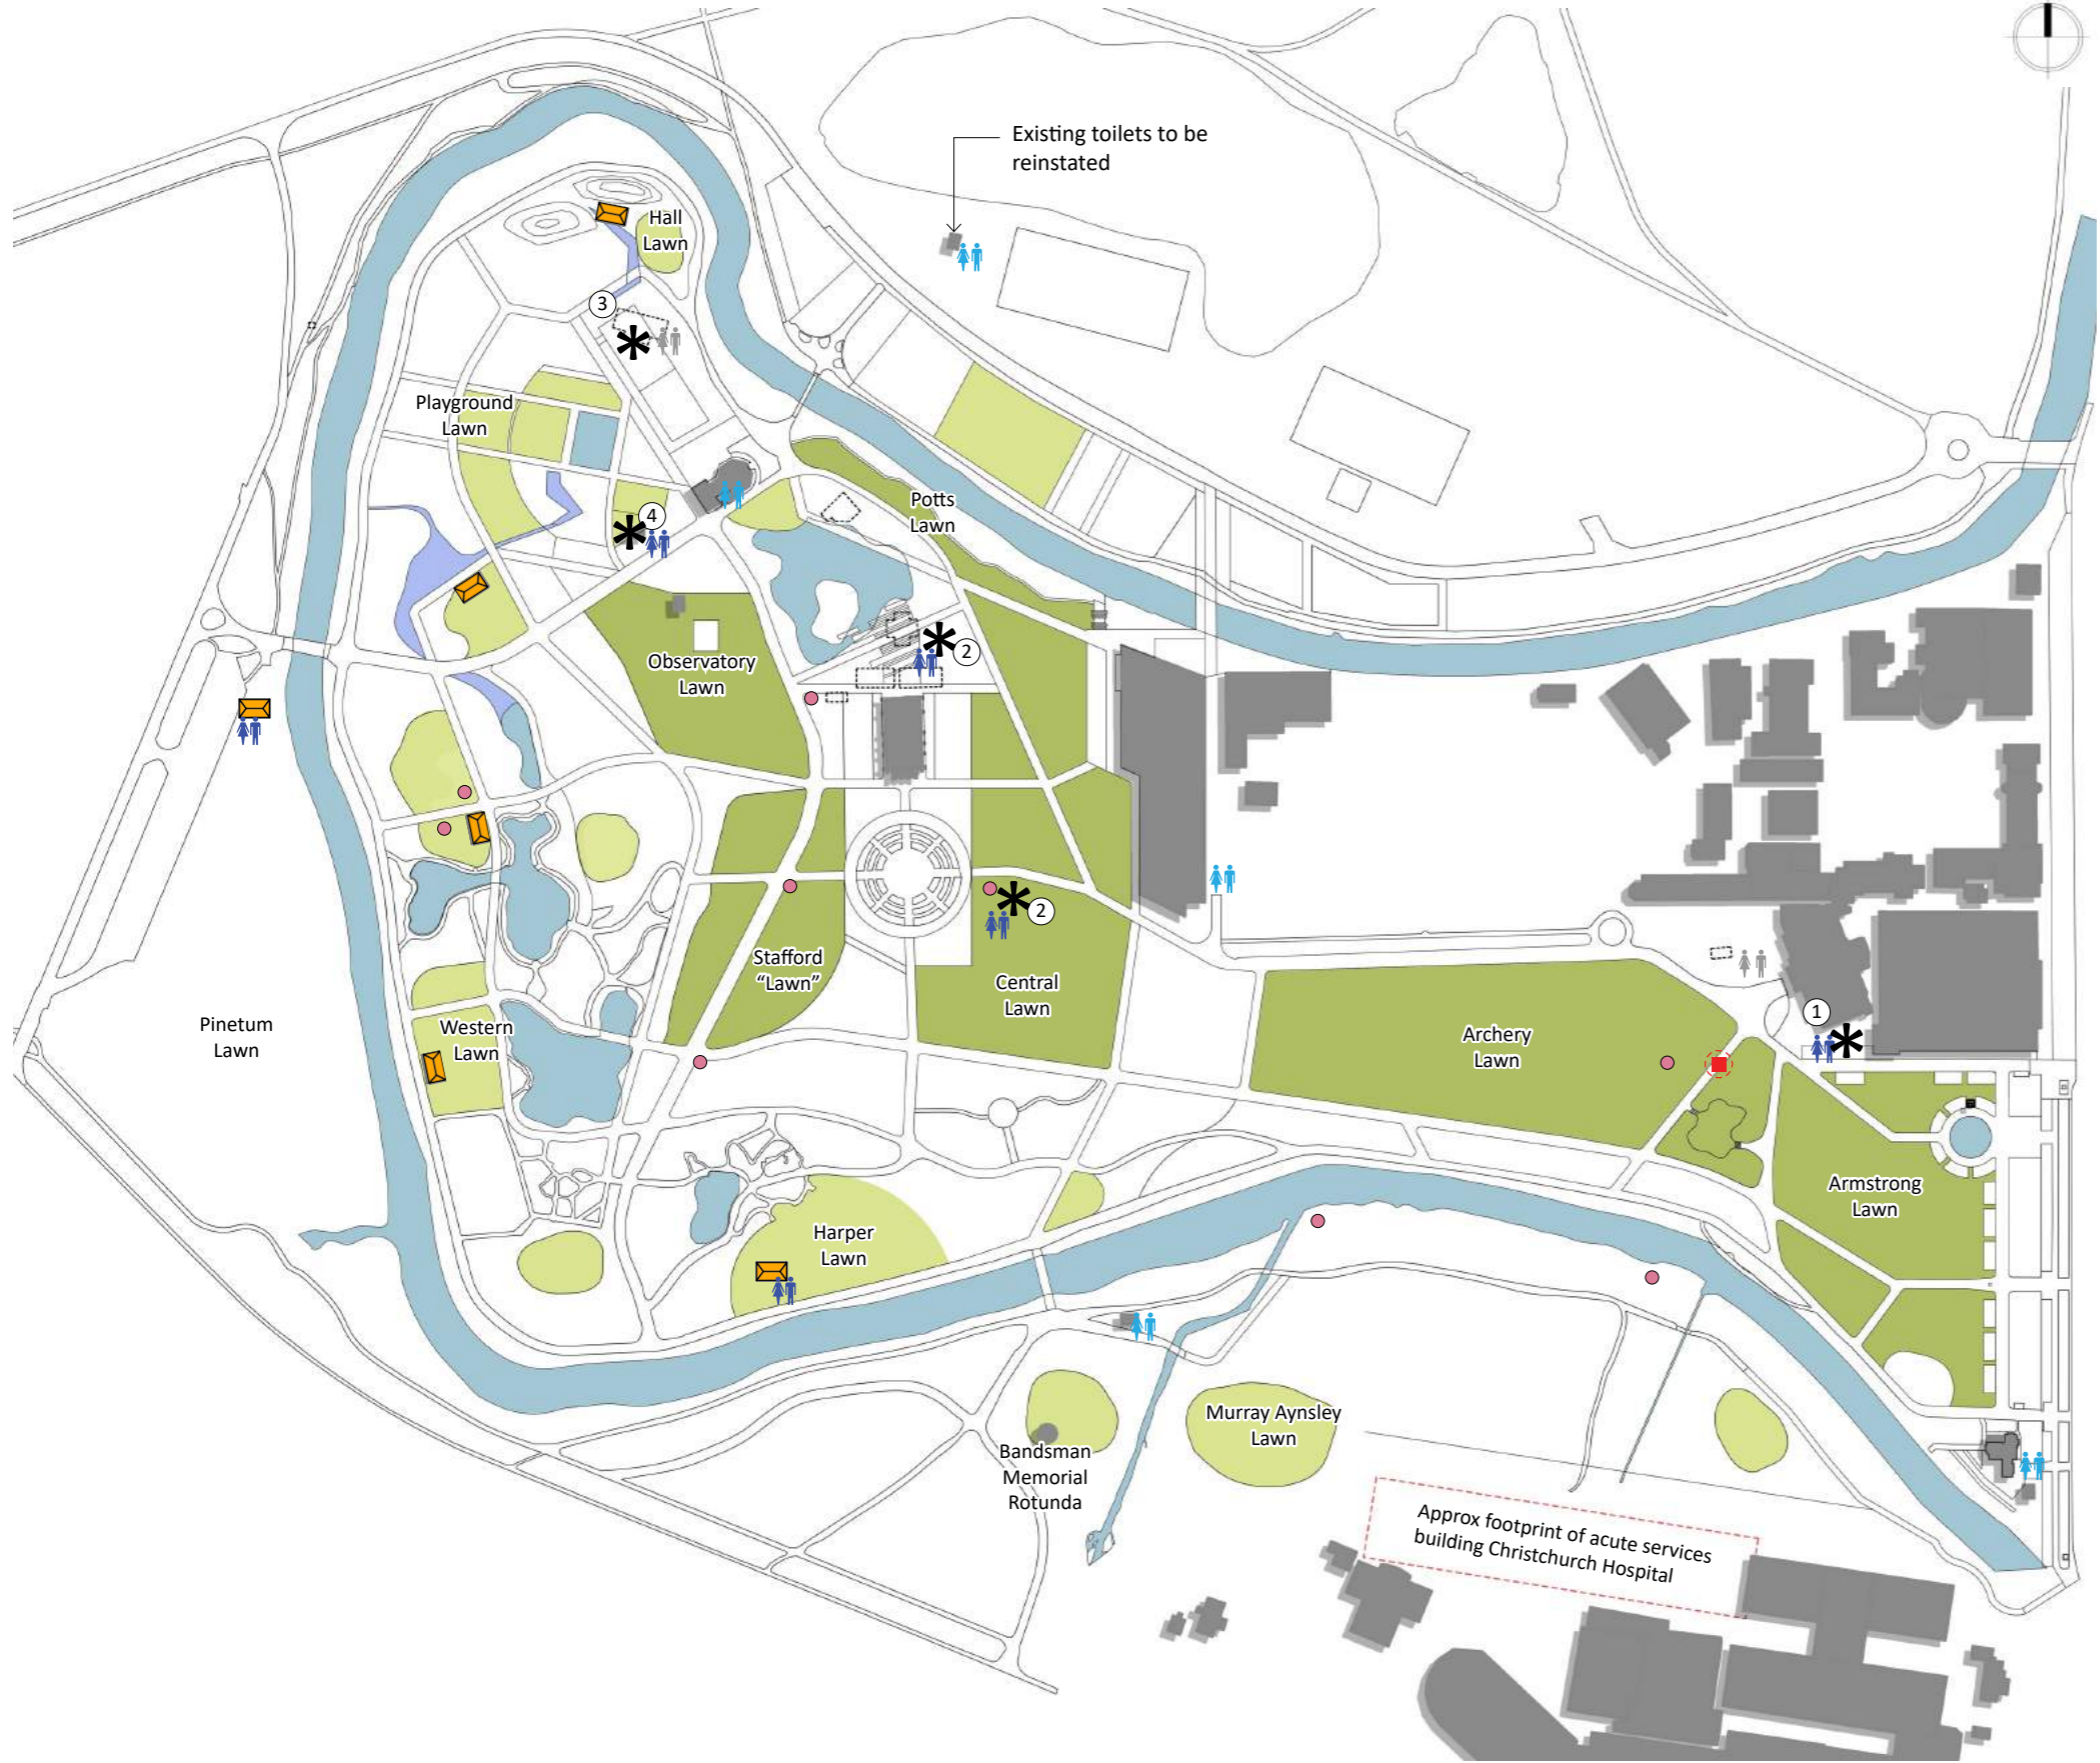 Existing toilets to be
reinstated
Hall
Lawn
3
Playground
Lawn
Potts
Lawn
4
Observatory
Lawn
2
2
Stafford
“Lawn”
Central
Lawn
Pinetum
Lawn
Western
Lawn
1
Archery
Lawn
Armstrong
Lawn
Harper
Lawn
Murray Aynsley
Lawn
Bandsman
Memorial
Rotunda
Approx footprint of acute services
building Christchurch Hospital